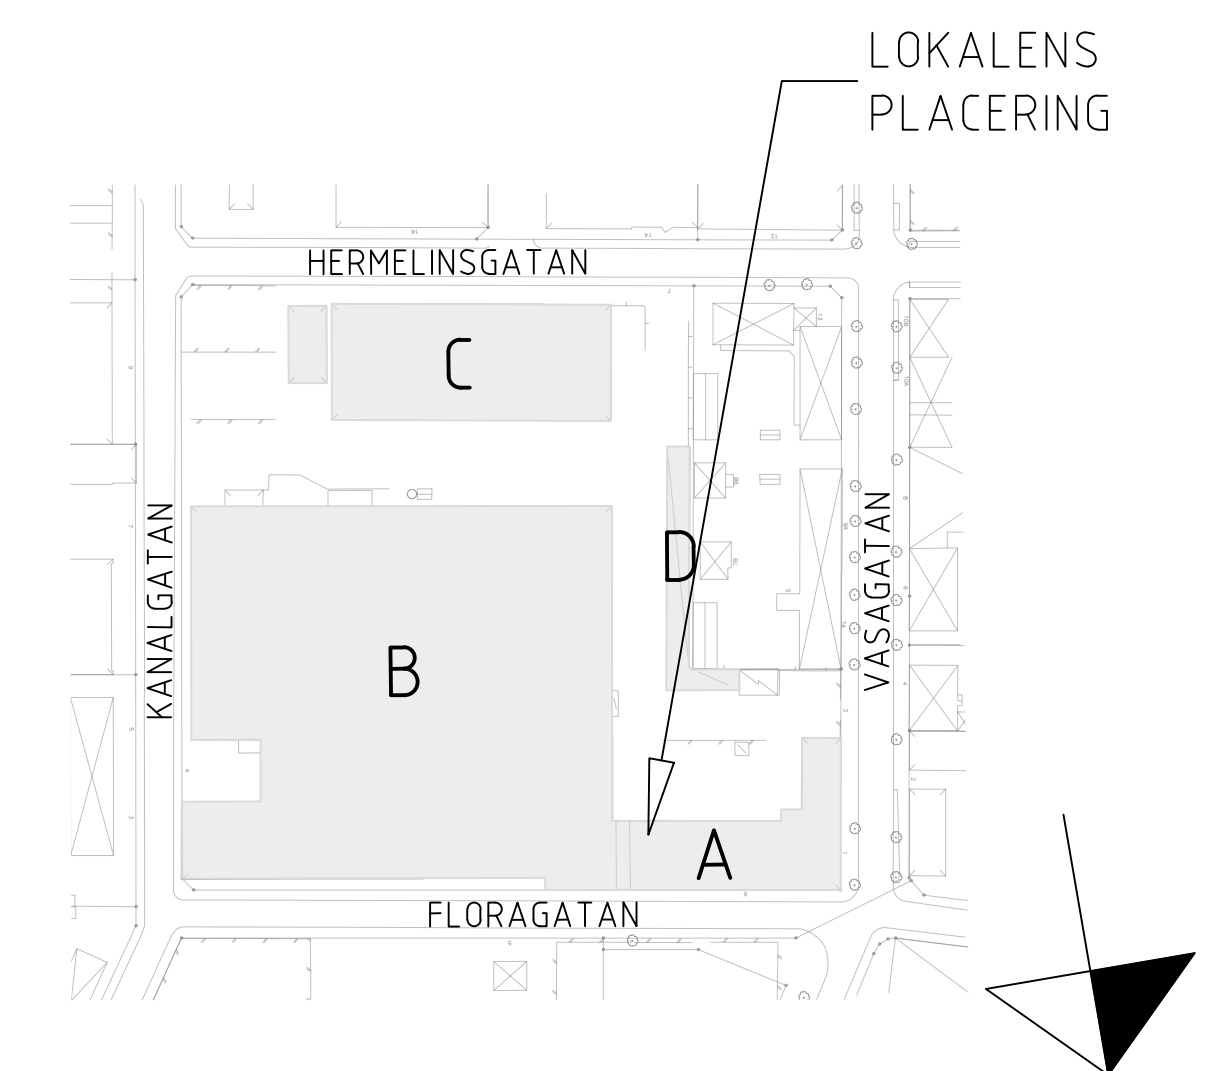 LOKALENS
PLACERING
HERMELINSGATAN
C
KANALGATAN
D
VASAGATAN
B
A
FLORAGATAN